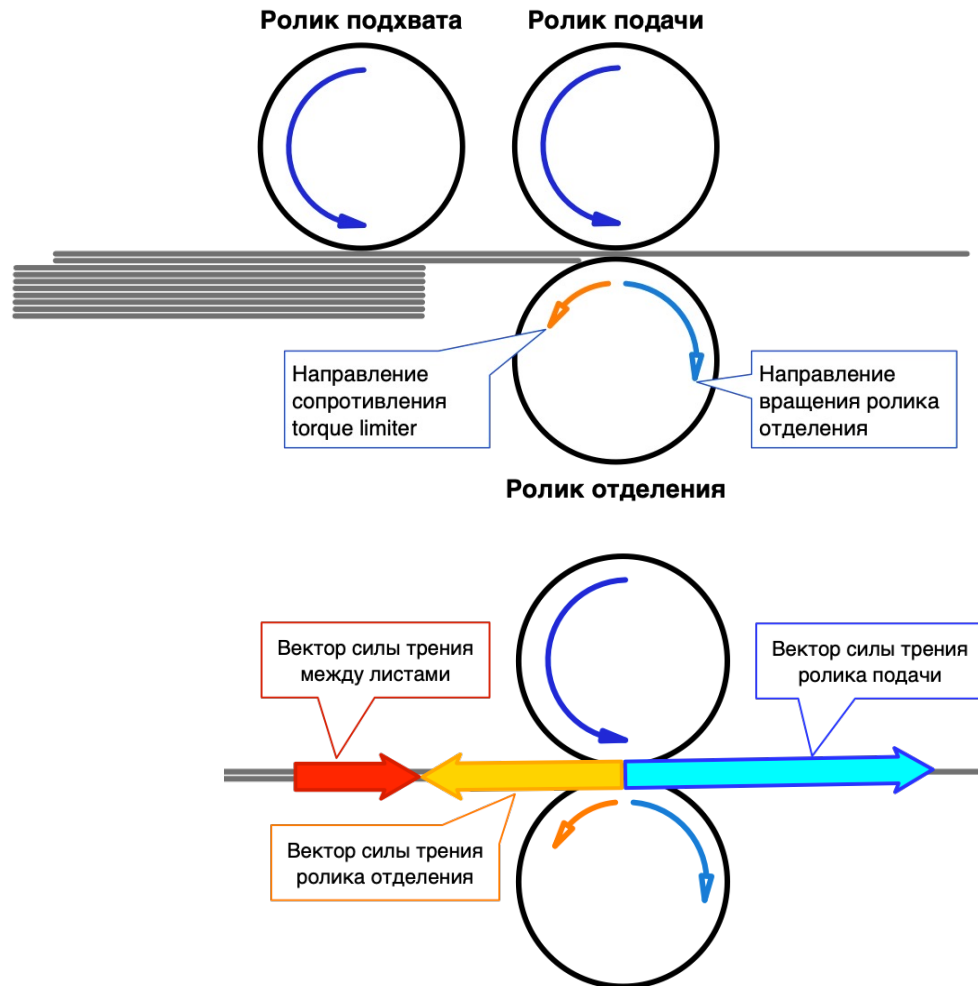 Ролик подхвата
Ролик подачи
Направление
сопротивления
torque limiter
Направление
вращения ролика
отделения
Ролик отделения
Вектор силы трения
между листами
Вектор силы трения
ролика подачи
Вектор силы трения
ролика отделения